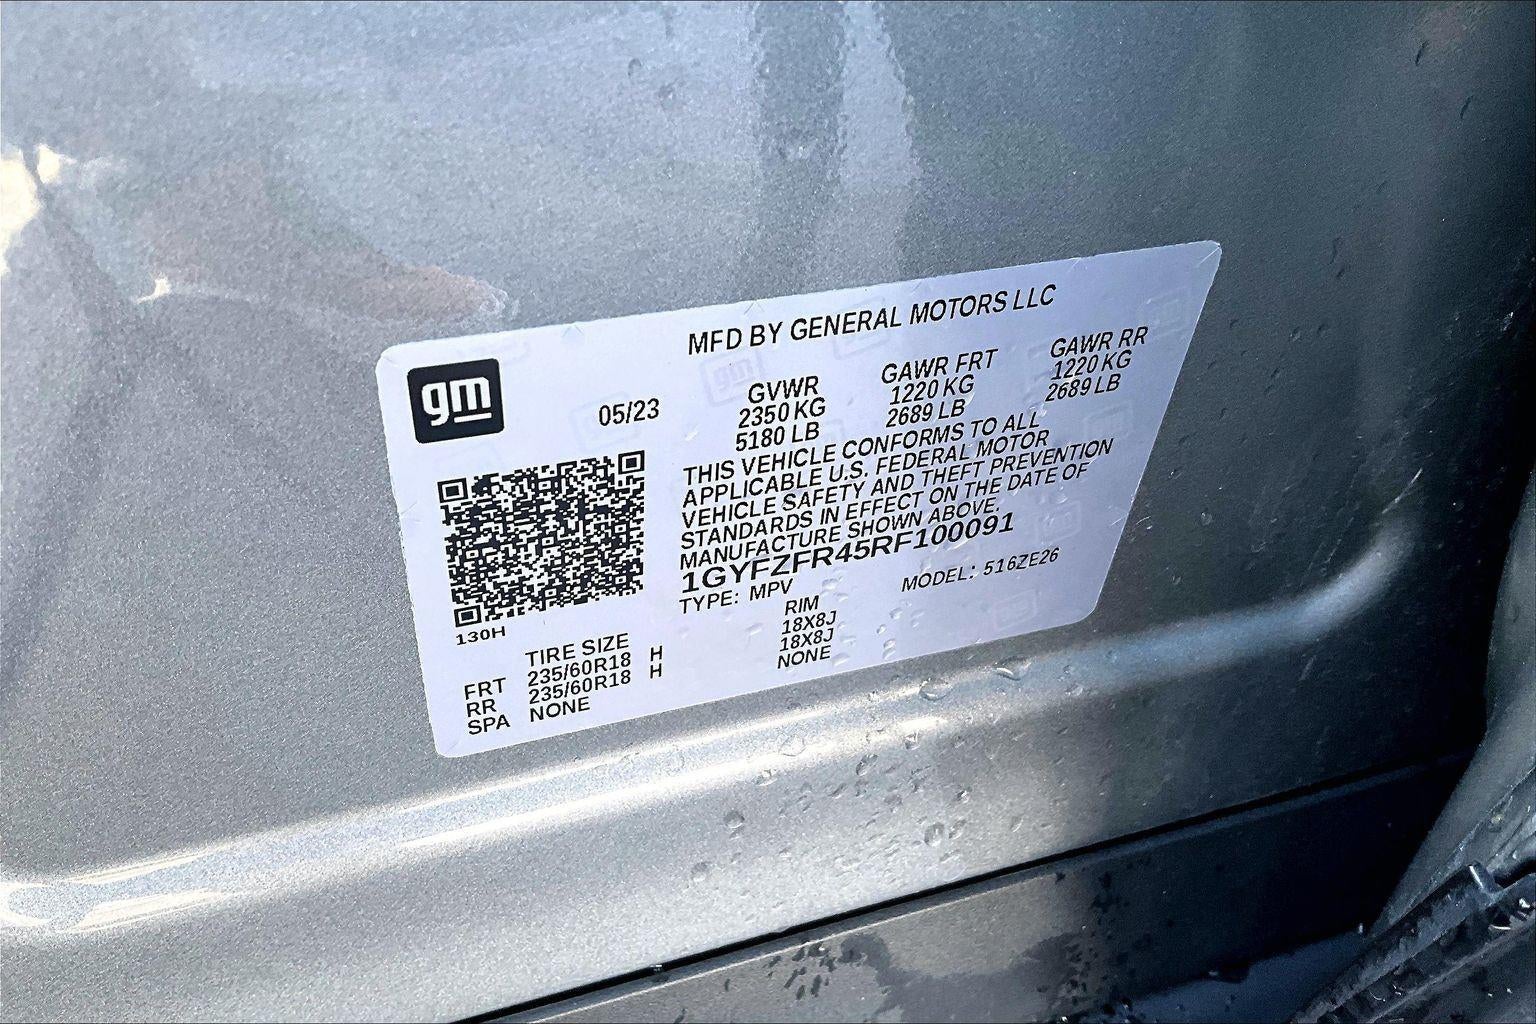 MFD BY GENERAL MOTORS LLC
gm
05/23
GVWR GAWR FRT GAWR RR
2350 KG 1220 KG 1220 KG
5180 LB 2689 LB 2689 LB
THIS VEHICLE CONFORMS TO ALL
APPLICABLE U.S. FEDERAL MOTOR
VEHICLE SAFETY AND THEFT PREVENTION
STANDARDS IN EFFECT ON THE DATE OF
MANUFACTURE SHOWN ABOVE.
1GYFZFR45RF100091
TYPE: MPV MODEL: 516ZE26
130H
TIRE SIZE RIM
FRT 235/60R18 H 18X8J
RR 235/60R18 H 18X8J
SPA NONE NONE